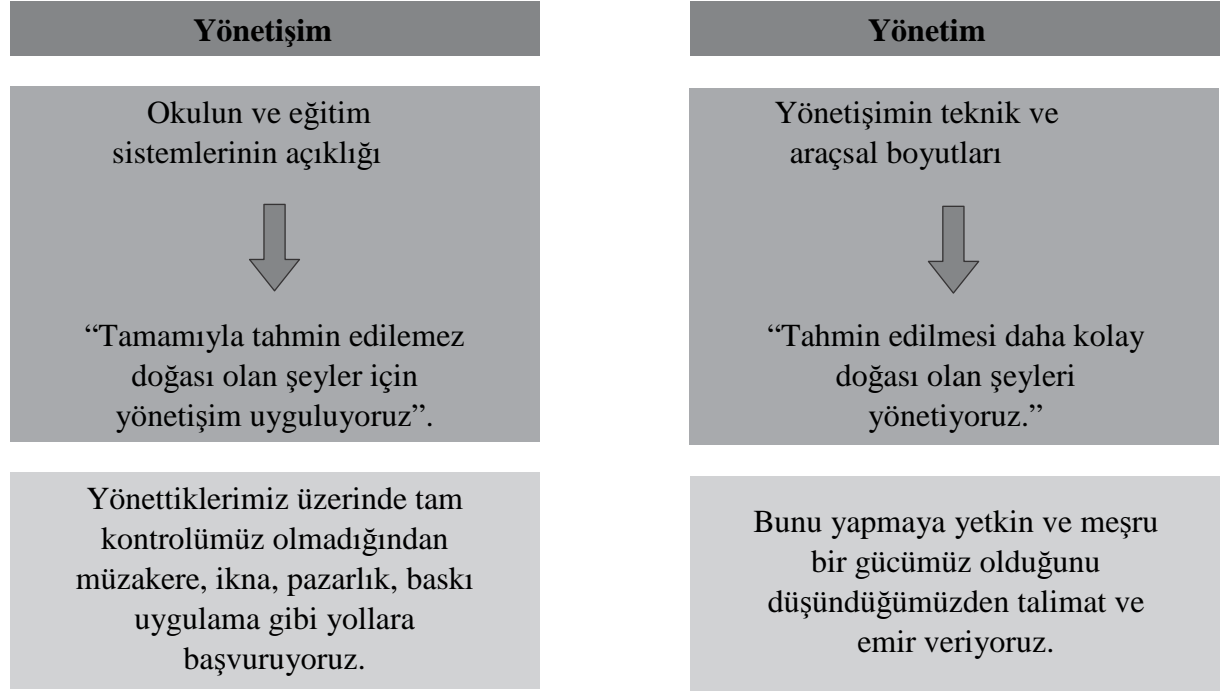 Yönetişim
Okulun ve eğitim
sistemlerinin açıklığı
“Tamamıyla tahmin edilemez
doğası olan şeyler için
yönetişim uyguluyoruz”.
Yönettiklerimiz üzerinde tam
kontrolümüz olmadığından
müzakere, ikna, pazarlık, baskı
uygulama gibi yollara
başvuruyoruz.
Yönetim
Yönetişimin teknik ve
araçsal boyutları
“Tahmin edilmesi daha kolay
doğası olan şeyleri
yönetiyoruz.”
Bunu yapmaya yetkin ve meşru
bir gücümüz olduğunu
düşündüğümüzden talimat ve
emir veriyoruz.